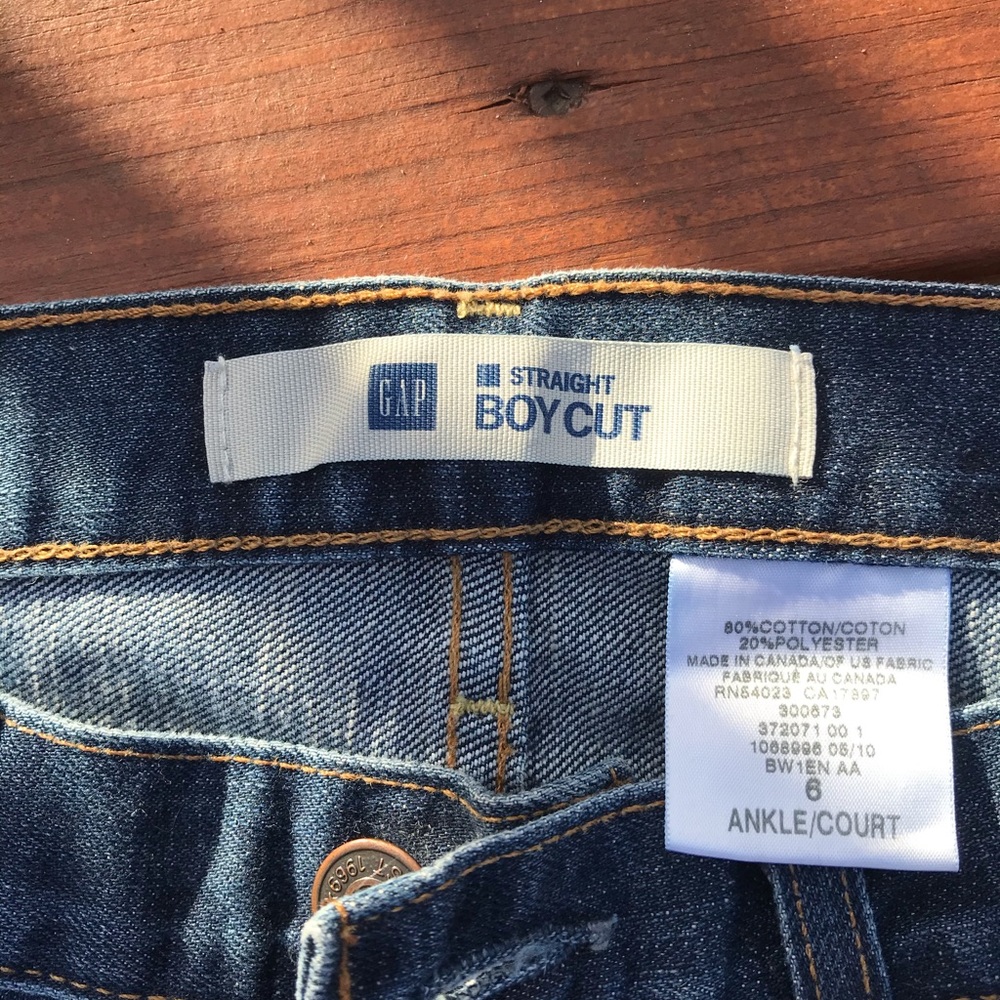 GAP
STRAIGHT
BOYCUT
80%COTTON/COTON
20%POLYESTER
MADE IN CANADA/OF US FABRIC
FABRIQUÉ AU CANADA
RN54023 CA17897
300673
372071 00 1
1068996 05/10
BW1EN AA
6
ANKLE/COURT
1969